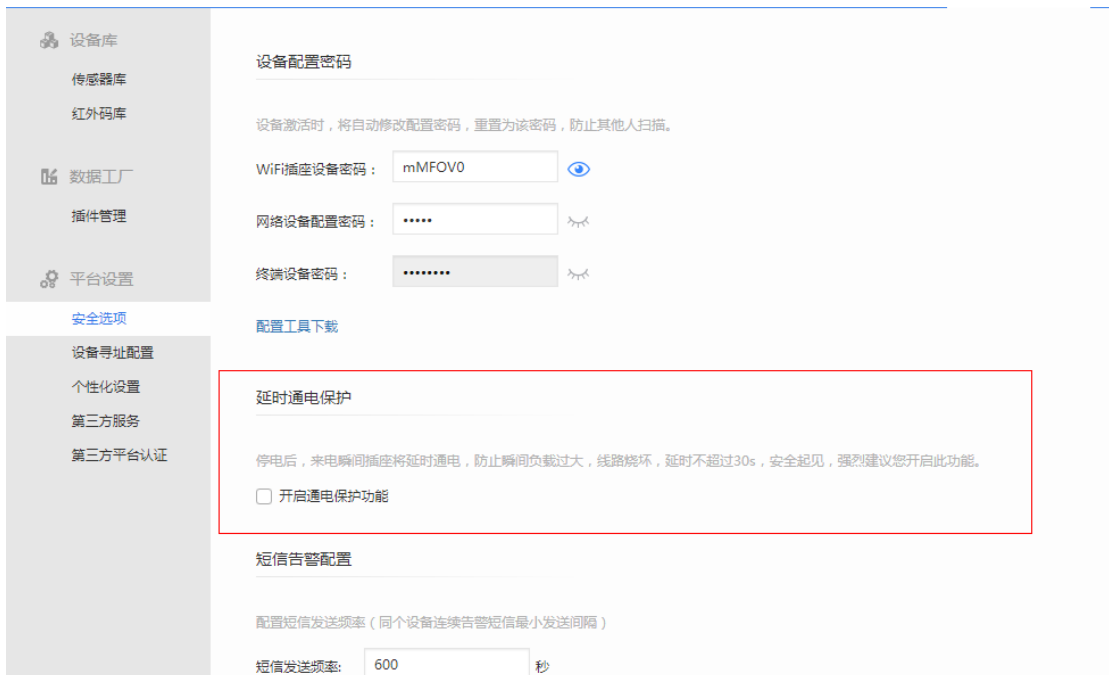 设备库
传感器库
红外码库
数据工厂
插件管理
平台设置
安全选项
设备寻址配置
个性化设置
第三方服务
第三方平台认证
设备配置密码
设备激活时，将自动修改配置密码，重置为该密码，防止其他人扫描。
WiFi插座设备密码： mMFOV0
网络设备配置密码： •••••
终端设备密码： ••••••••
配置工具下载
延时通电保护
停电后，来电瞬间插座将延时通电，防止瞬间负载过大，线路烧坏，延时不超过30s，安全起见，强烈建议您开启此功能。
开启通电保护功能
短信告警配置
配置短信发送频率（同个设备连续告警短信最小发送间隔）
短信发送频率: 600 秒